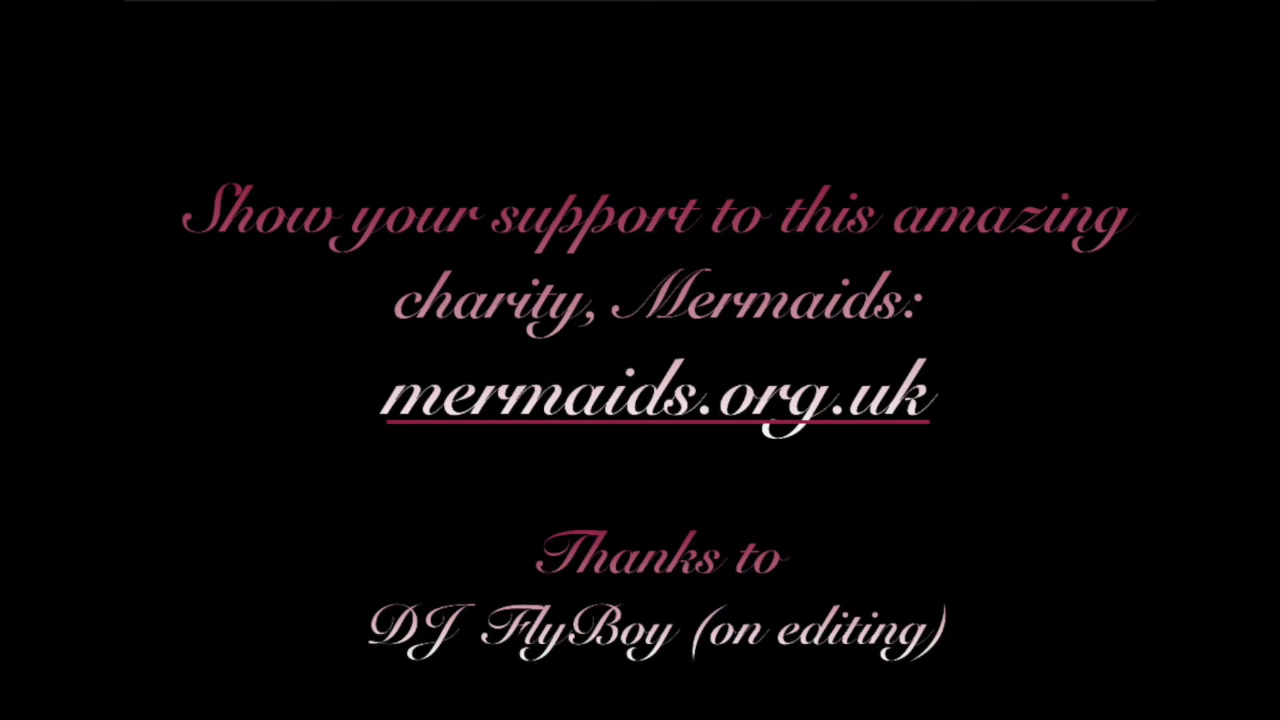 Show your support to this amazing
charity, Mermaids:
mermaids.org.uk
Thanks to
DJ FlyBoy (on editing)